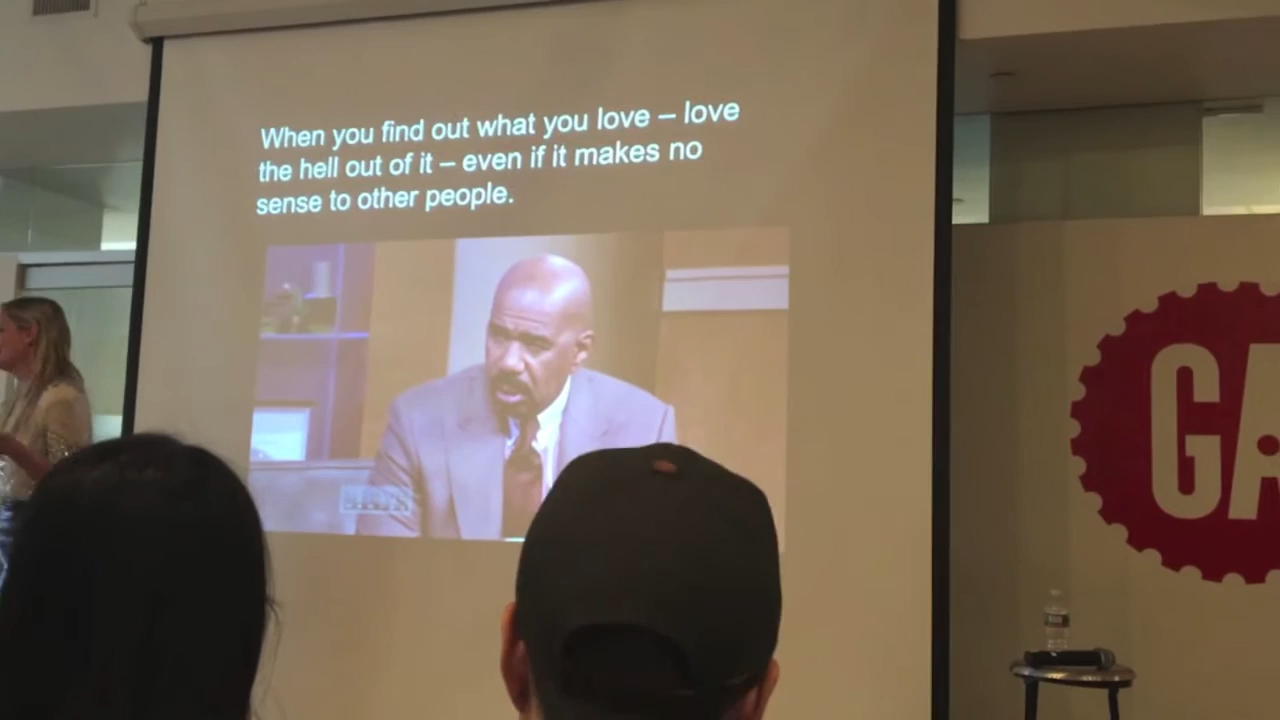 When you find out what you love – love
the hell out of it – even if it makes no
sense to other people.
GA